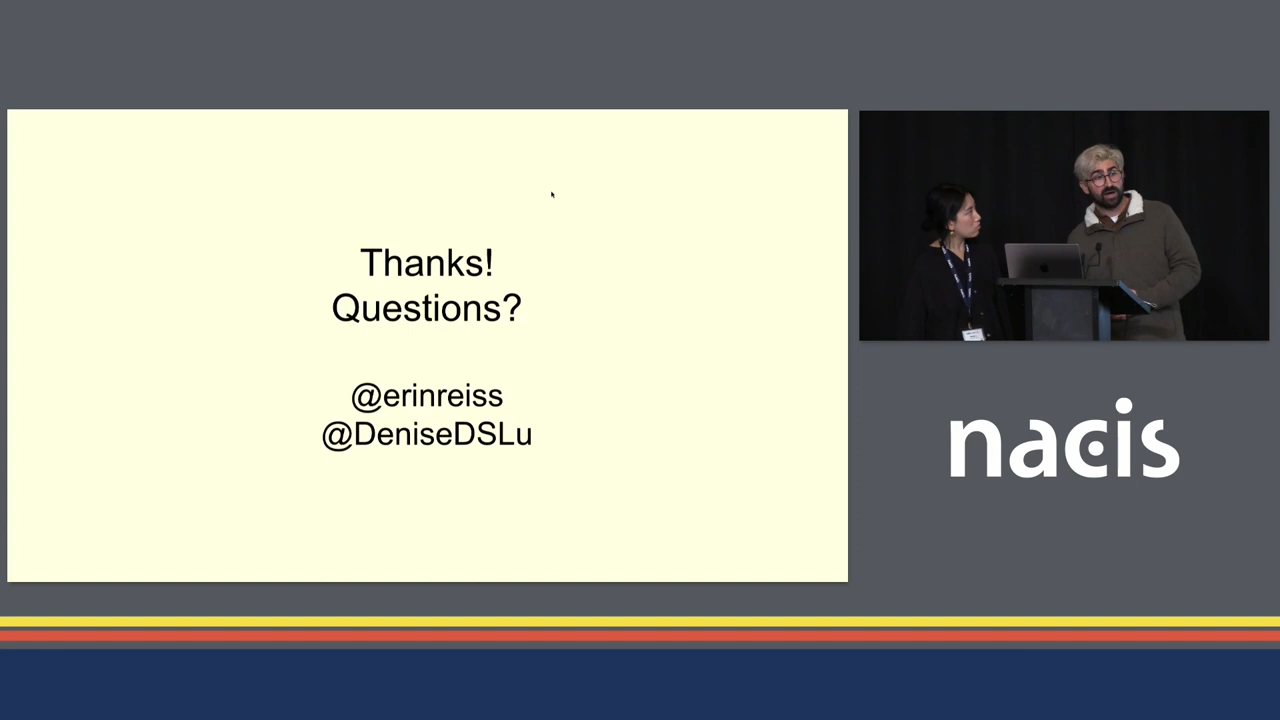 Thanks!
Questions?
@erinreiss
@DeniseDSLu
nacis